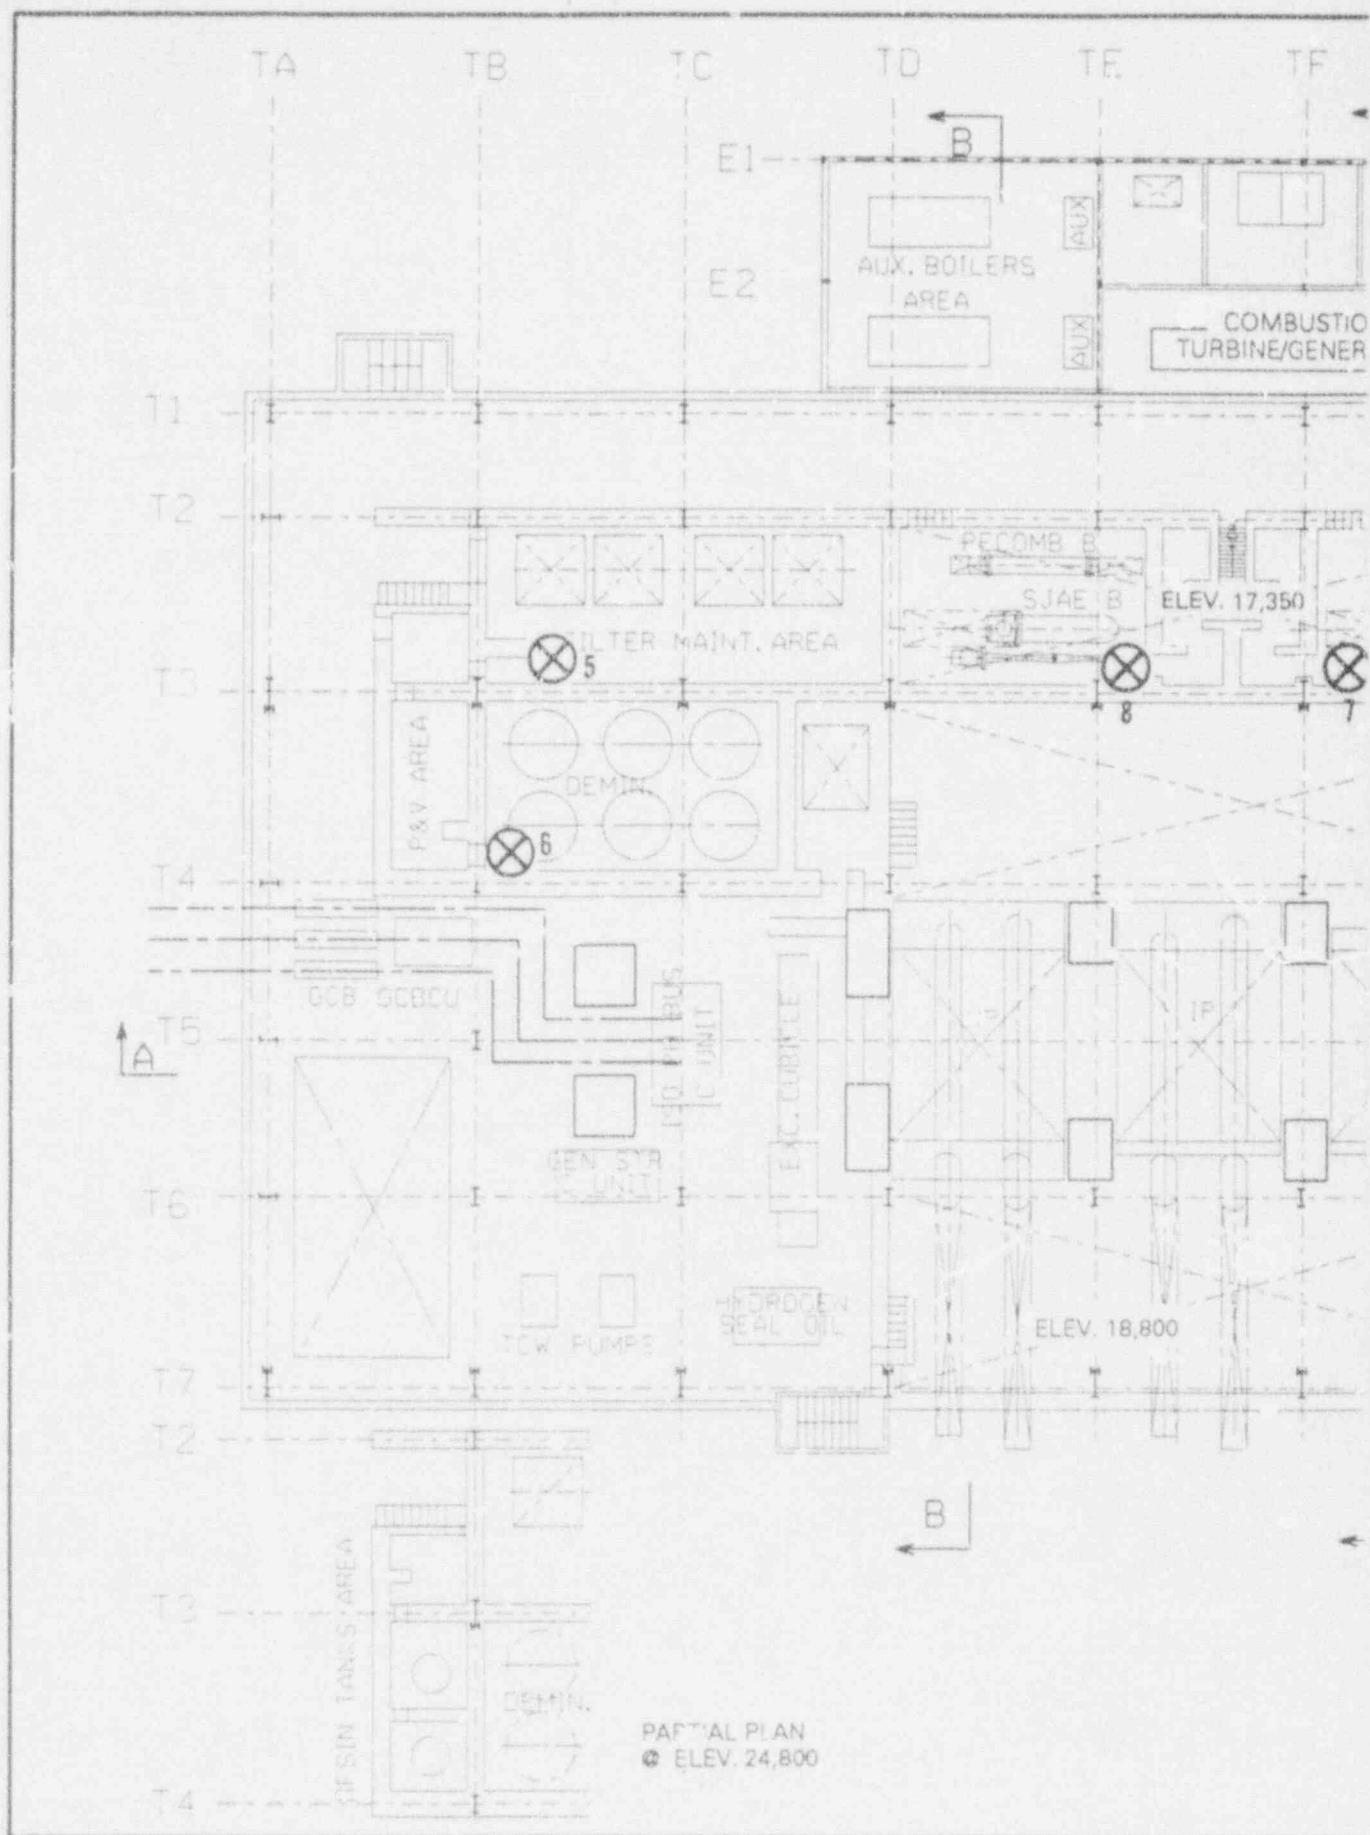 TA TB TC TD TE TF
B
E1
AUX
AUX. BOILERS
AREA
E2
AUX
COMBUSTIO
TURBINE/GENER
T1
T2
RECOMB B
SJAE B
ELEV. 17,350
FILTER MAINT. AREA
5
8
7
T3
P&V AREA
DEMIN.
6
T4
GCB GCBCU
BUS
UNIT
EXC. CUBICLE
IP
T5
A
GEN STR
UNIT
T6
HYDROGEN
SEAL OIL
TCW PUMPS
ELEV. 18,800
T7
T2
B
T3
RESIN TANKS AREA
DEMIN.
PARTIAL PLAN
@ ELEV. 24,800
T4